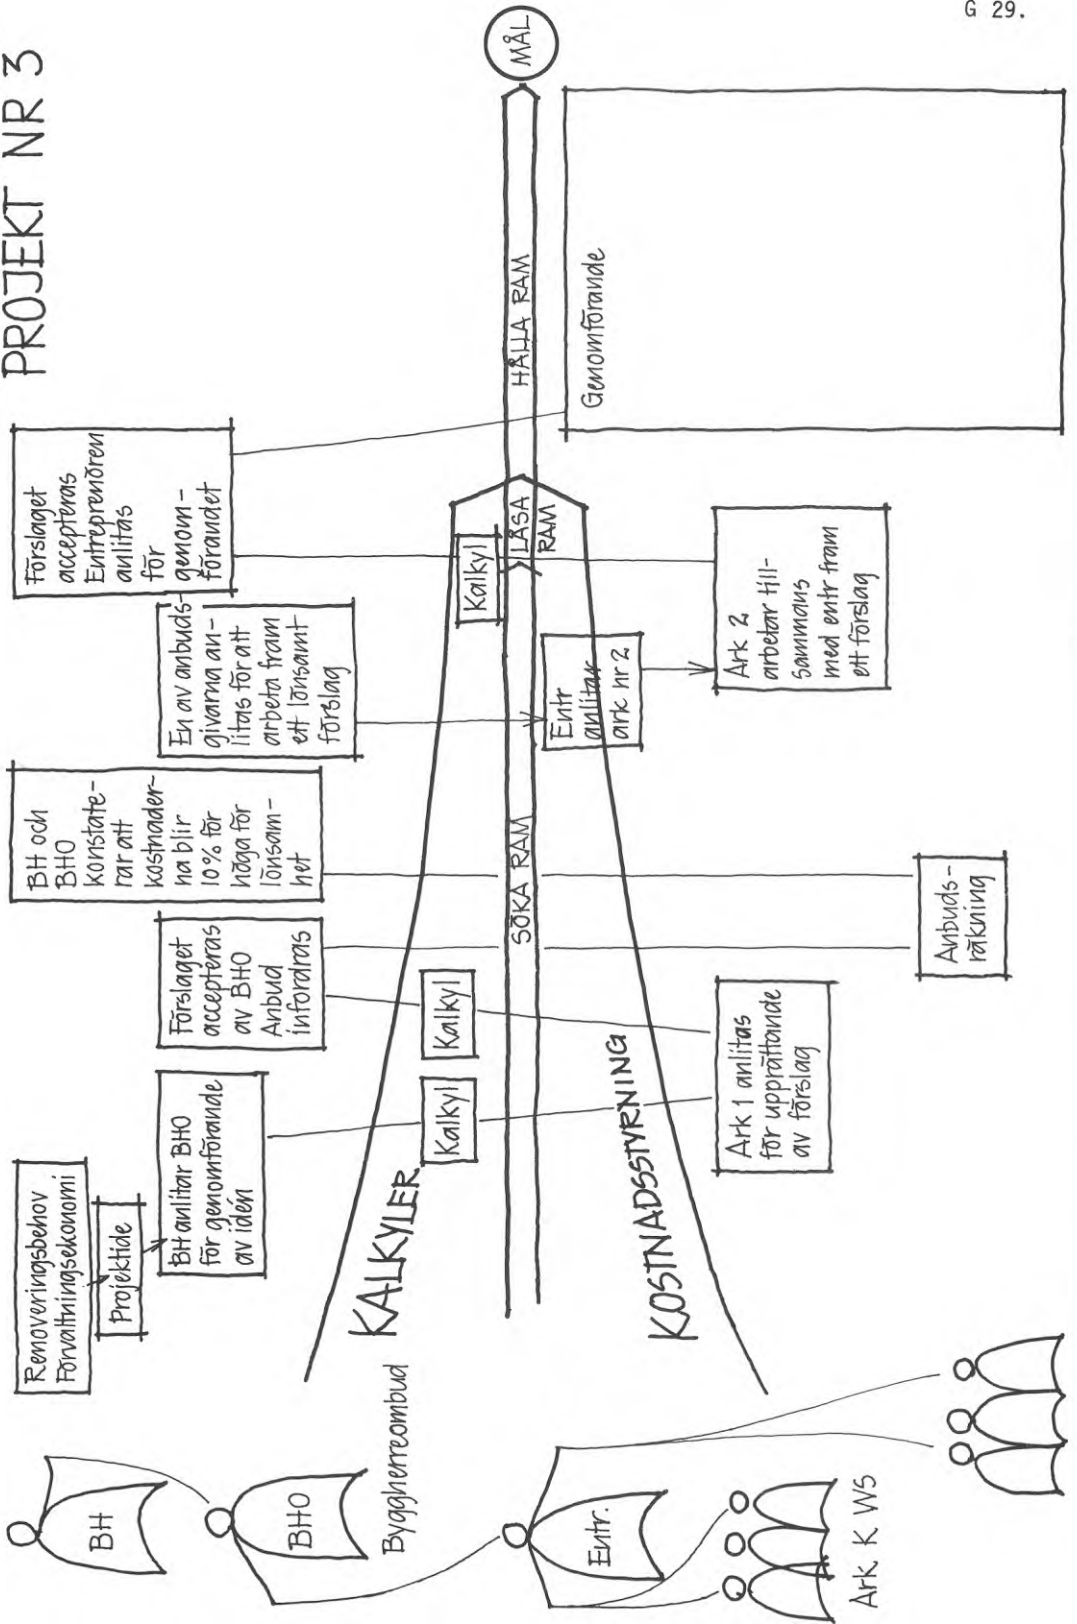 G 29.
PROJEKT NR 3
Renoveringsbehov
Förvaltningsekonomi
Projektide
BH anlitar BHO
för genomförande
av idén
Förslaget
accepteras
av BHO
Anbud
infordras
BH och
BHO
konstate-
rar att
kostnader-
na blir
10% för
höga för
lönsam-
het
En av anbuds-
givarna an-
litas för att
arbeta fram
ett lönsamt
förslag
Förslaget
accepteras
Entreprenören
anlitas
för
genom-
förandet
KALKYLER
Kalkyl
Kalkyl
Kalkyl
SÖKA RAM
LÅSA
RAM
HÅLLA RAM
MÅL
KOSTNADSSTYRNING
Entr
anlitar
ark nr 2
Ark 1 anlitas
för upprättande
av förslag
Ark 2
arbetar till-
sammans
med entr fram
ett förslag
Anbuds-
räkning
Genomförande
BH
BHO
Byggherreombud
Entr.
Ark K WS